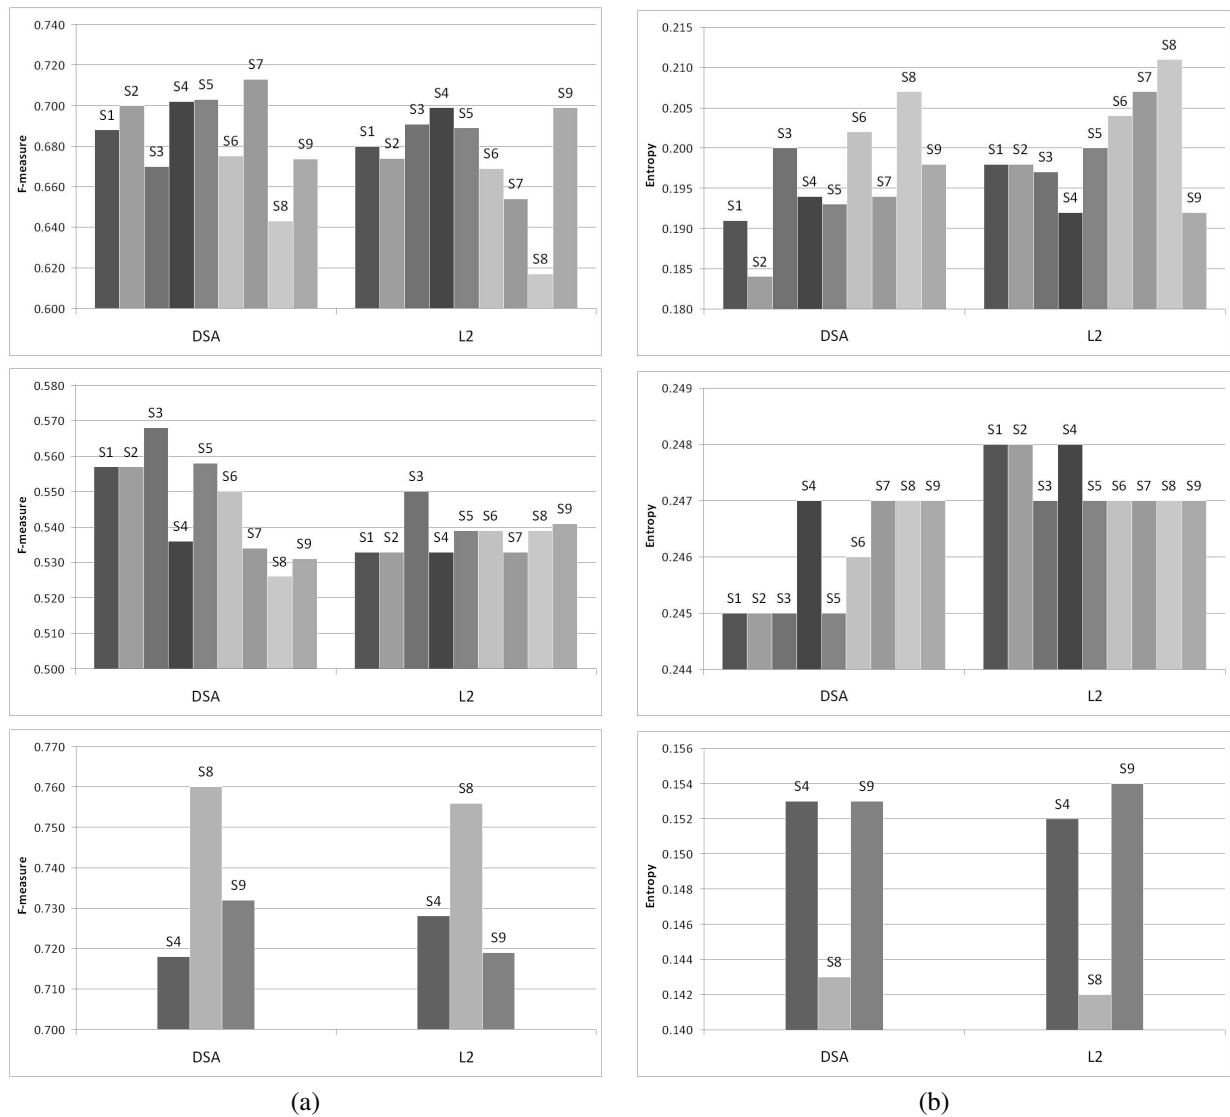 0.740
0.720
0.700
0.680
0.660
0.640
0.620
0.600
F-measure
S1
S2
S3
S4
S5
S6
S7
S8
S9
S1
S2
S3
S4
S5
S6
S7
S8
S9
DSA
L2
0.215
0.210
0.205
0.200
0.195
0.190
0.185
0.180
Entropy
S1
S2
S3
S4
S5
S6
S7
S8
S9
S1
S2
S3
S4
S5
S6
S7
S8
S9
DSA
L2
0.580
0.570
0.560
0.550
0.540
0.530
0.520
0.510
0.500
F-measure
S1
S2
S3
S4
S5
S6
S7
S8
S9
S1
S2
S3
S4
S5
S6
S7
S8
S9
DSA
L2
0.249
0.248
0.247
0.246
0.245
0.244
Entropy
S1
S2
S3
S4
S5
S6
S7
S8
S9
S1
S2
S3
S4
S5
S6
S7
S8
S9
DSA
L2
0.770
0.760
0.750
0.740
0.730
0.720
0.710
0.700
F-measure
S4
S8
S9
S4
S8
S9
DSA
L2
0.156
0.154
0.152
0.150
0.148
0.146
0.144
0.142
0.140
Entropy
S4
S8
S9
S4
S8
S9
DSA
L2
(a)
(b)